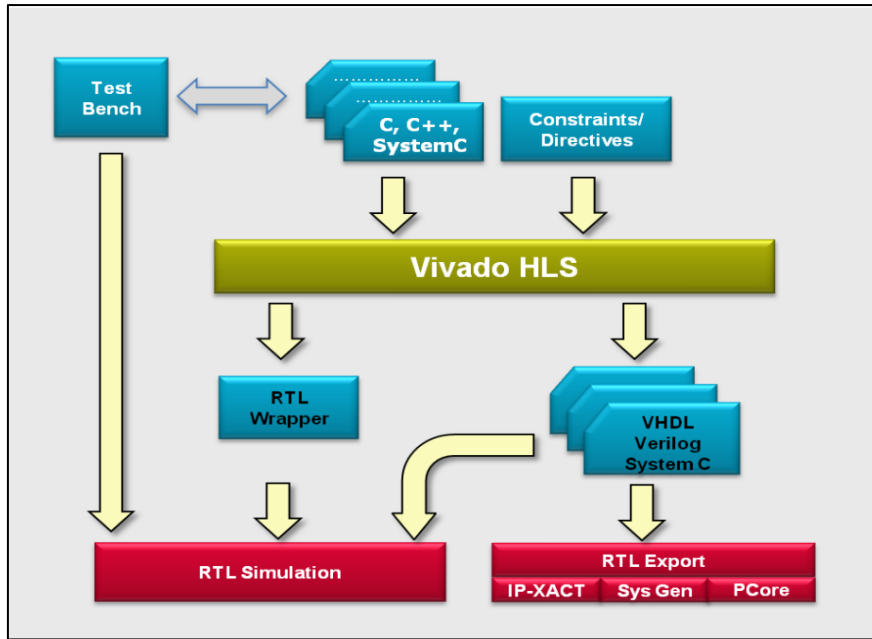 Test
Bench
...............
...............
C, C++,
SystemC
Constraints/
Directives
Vivado HLS
RTL
Wrapper
VHDL
Verilog
System C
RTL Simulation
RTL Export
IP-XACT
Sys Gen
PCore